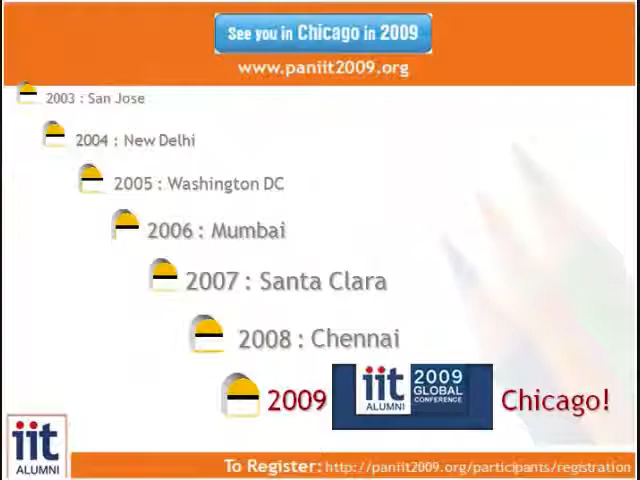 See you in Chicago in 2009
www.paniit2009.org
2003 : San Jose
2004 : New Delhi
2005 : Washington DC
2006 : Mumbai
2007 : Santa Clara
2008 : Chennai
2009 iit ALUMNI 2009 GLOBAL CONFERENCE Chicago!
iit
ALUMNI
To Register: http://paniit2009.org/participants/registration